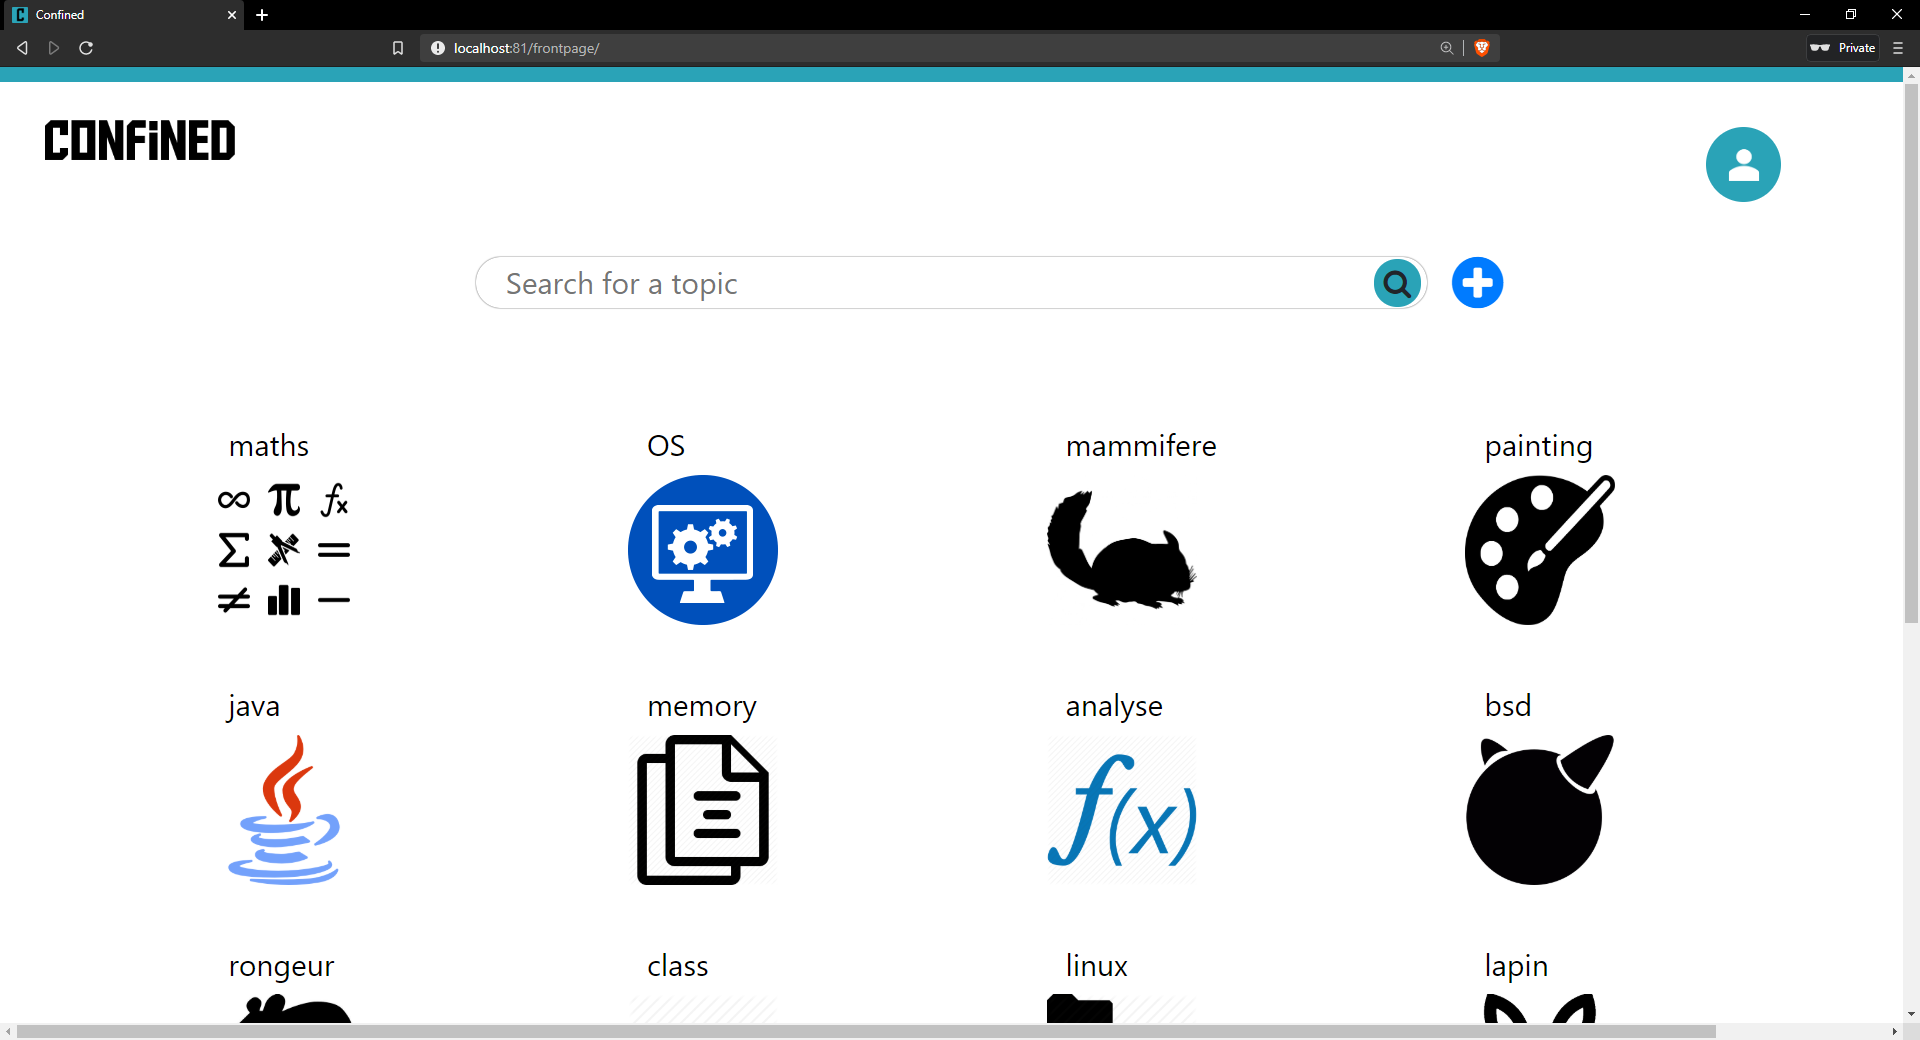 Confined
localhost:81/frontpage/
Private
CONFiNED
Search for a topic
maths
OS
mammifere
painting
∞ π fx
Σ =
≠ −
java
memory
analyse
bsd
f(x)
rongeur
class
linux
lapin